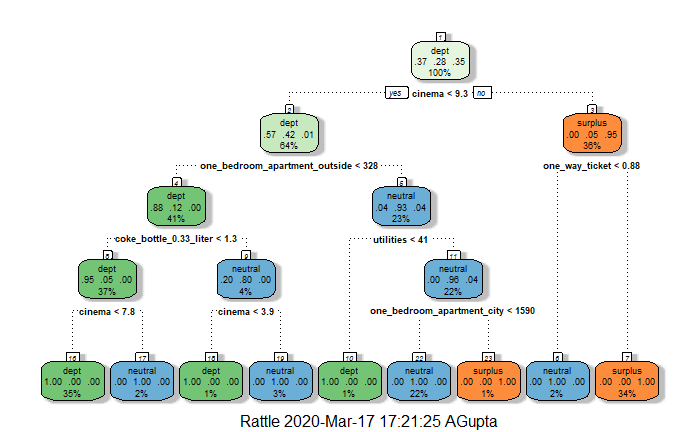 1
dept
.37 .28 .35
100%
yes cinema < 9.3 no
2
dept
.57 .42 .01
64%
3
surplus
.00 .05 .95
36%
one_bedroom_apartment_outside < 328
one_way_ticket < 0.88
4
dept
.88 .12 .00
41%
5
neutral
.04 .93 .04
23%
coke_bottle_0.33_liter < 1.3
utilities < 41
8
dept
.95 .05 .00
37%
9
neutral
.20 .80 .00
4%
11
neutral
.00 .96 .04
22%
cinema < 7.8
cinema < 3.9
one_bedroom_apartment_city < 1590
16
dept
1.00 .00 .00
35%
17
neutral
.00 1.00 .00
2%
18
dept
1.00 .00 .00
1%
19
neutral
.00 1.00 .00
3%
10
dept
1.00 .00 .00
1%
22
neutral
.00 1.00 .00
22%
23
surplus
.00 .00 1.00
1%
6
neutral
.00 1.00 .00
2%
7
surplus
.00 .00 1.00
34%
Rattle 2020-Mar-17 17:21:25 AGupta